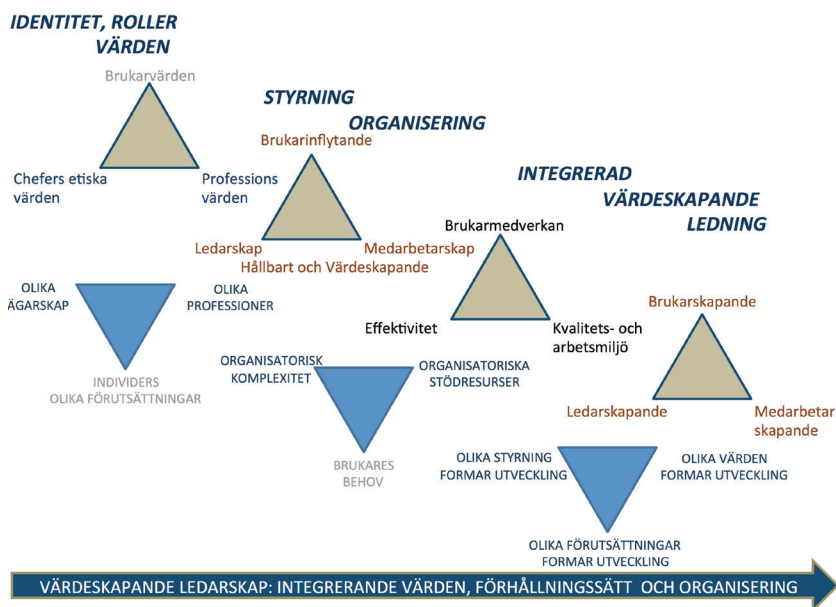 IDENTITET, ROLLER
VÄRDEN
Brukarvärden
Chefers etiska
värden
Professions
värden
STYRNING
ORGANISERING
Brukarinflytande
Ledarskap
Medarbetarskap
Hållbart och Värdeskapande
INTEGRERAD
VÄRDESKAPANDE
LEDNING
Brukarmedverkan
Effektivitet
Kvalitets- och
arbetsmiljö
Brukarskapande
Ledarskapande
Medarbetar
skapande
OLIKA
ÄGARSKAP
OLIKA
PROFESSIONER
INDIVIDERS
OLIKA FÖRUTSÄTTNINGAR
ORGANISATORISK
KOMPLEXITET
ORGANISATORISKA
STÖDRESURSER
BRUKARES
BEHOV
OLIKA STYRNING
FORMAR UTVECKLING
OLIKA VÄRDEN
FORMAR UTVECKLING
OLIKA FÖRUTSÄTTNINGAR
FORMAR UTVECKLING
VÄRDESKAPANDE LEDARSKAP: INTEGRERANDE VÄRDEN, FÖRHÅLLNINGSSÄTT OCH ORGANISERING